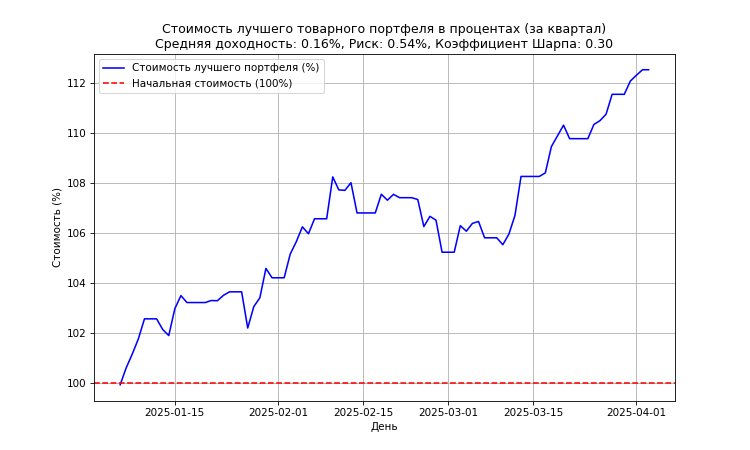 Стоимость лучшего товарного портфеля в процентах (за квартал)
Средняя доходность: 0.16%, Риск: 0.54%, Коэффициент Шарпа: 0.30
Стоимость лучшего портфеля (%)
Начальная стоимость (100%)
Стоимость (%)
112
110
108
106
104
102
100
2025-01-15
2025-02-01
2025-02-15
2025-03-01
2025-03-15
2025-04-01
День